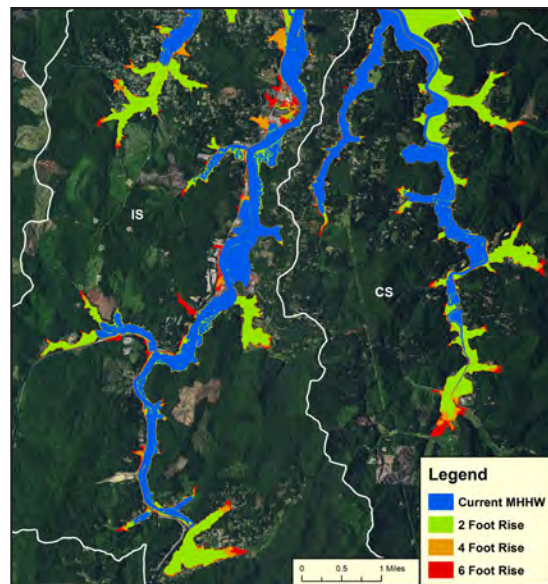 IS
CS
Legend
Current MHHW
2 Foot Rise
4 Foot Rise
6 Foot Rise
0 0.5 1 Miles